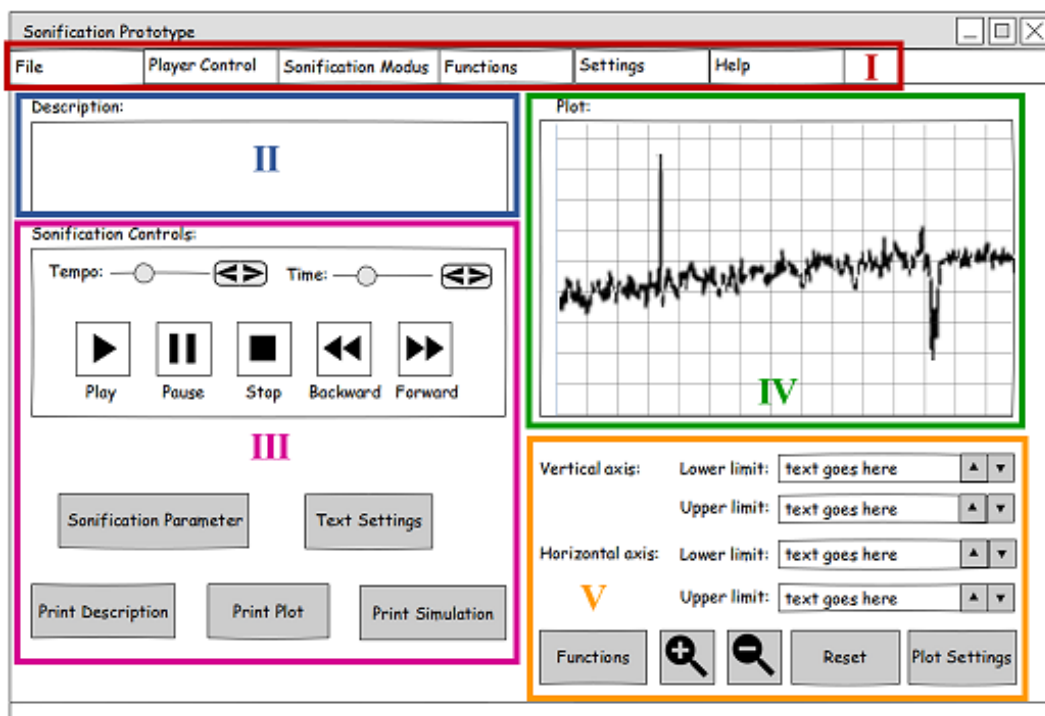 Sonification Prototype
File Player Control Sonification Modus Functions Settings Help I
Description:
II
Sonification Controls:
Tempo: Time:
Play Pause Stop Backward Forward
III
Sonification Parameter Text Settings
Print Description Print Plot Print Simulation
Plot:
IV
Vertical axis: Lower limit: text goes here
Upper limit: text goes here
Horizontal axis: Lower limit: text goes here
V Upper limit: text goes here
Functions Reset Plot Settings